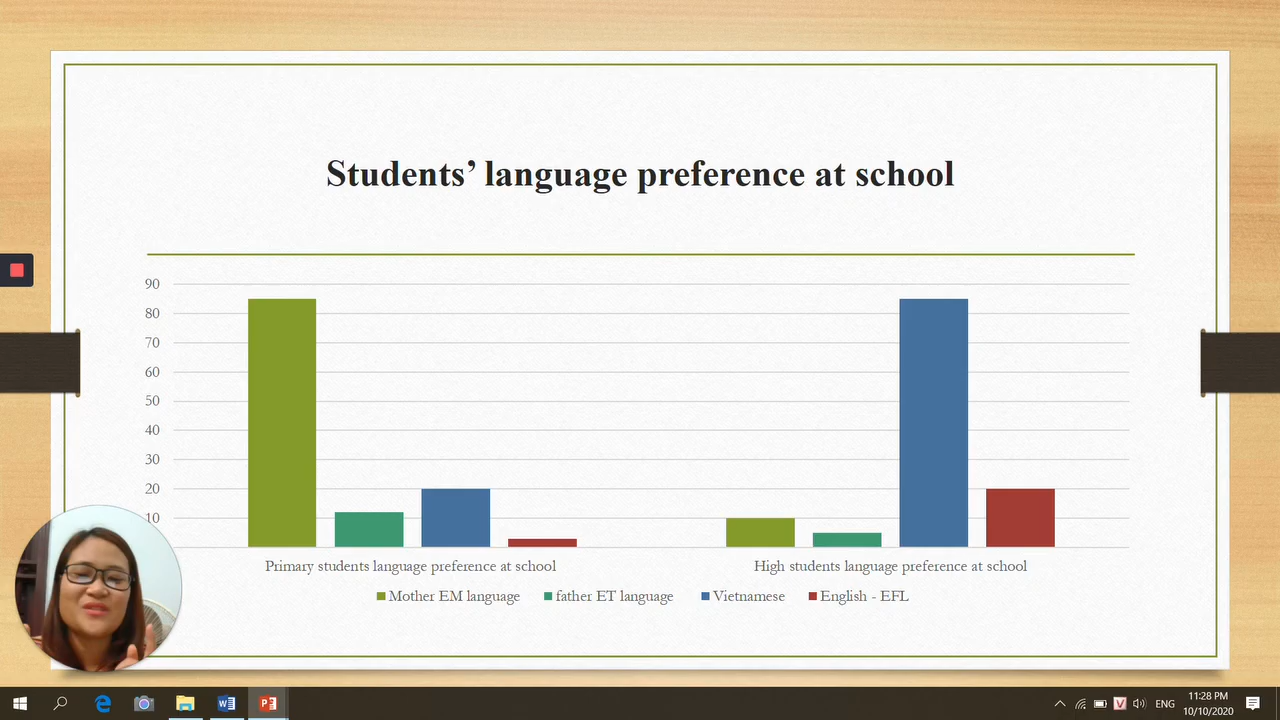 Students’ language preference at school
90
80
70
60
50
40
30
20
10
Primary students language preference at school
High students language preference at school
Mother EM language
father ET language
Vietnamese
English - EFL
ENG
11:28 PM
10/10/2020